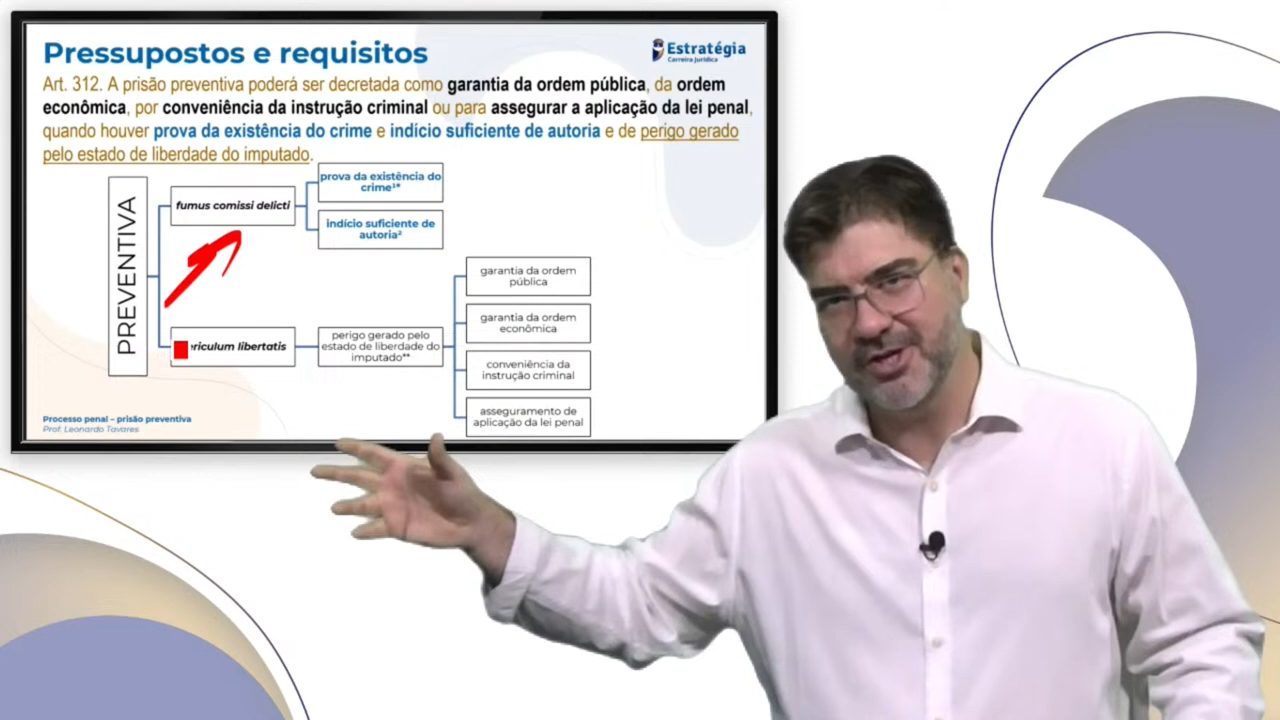 Pressupostos e requisitos
Estratégia
Carreira Jurídica
Art. 312. A prisão preventiva poderá ser decretada como garantia da ordem pública, da ordem
econômica, por conveniência da instrução criminal ou para assegurar a aplicação da lei penal,
quando houver prova da existência do crime e indício suficiente de autoria e de perigo gerado
pelo estado de liberdade do imputado.
PREVENTIVA
fumus comissi delicti
prova da existência do
crime¹*
indício suficiente de
autoria²
riculum libertatis
perigo gerado pelo
estado de liberdade do
imputado**
garantia da ordem
pública
garantia da ordem
econômica
conveniência da
instrução criminal
asseguramento de
aplicação da lei penal
Processo penal – prisão preventiva
Prof. Leonardo Tavares